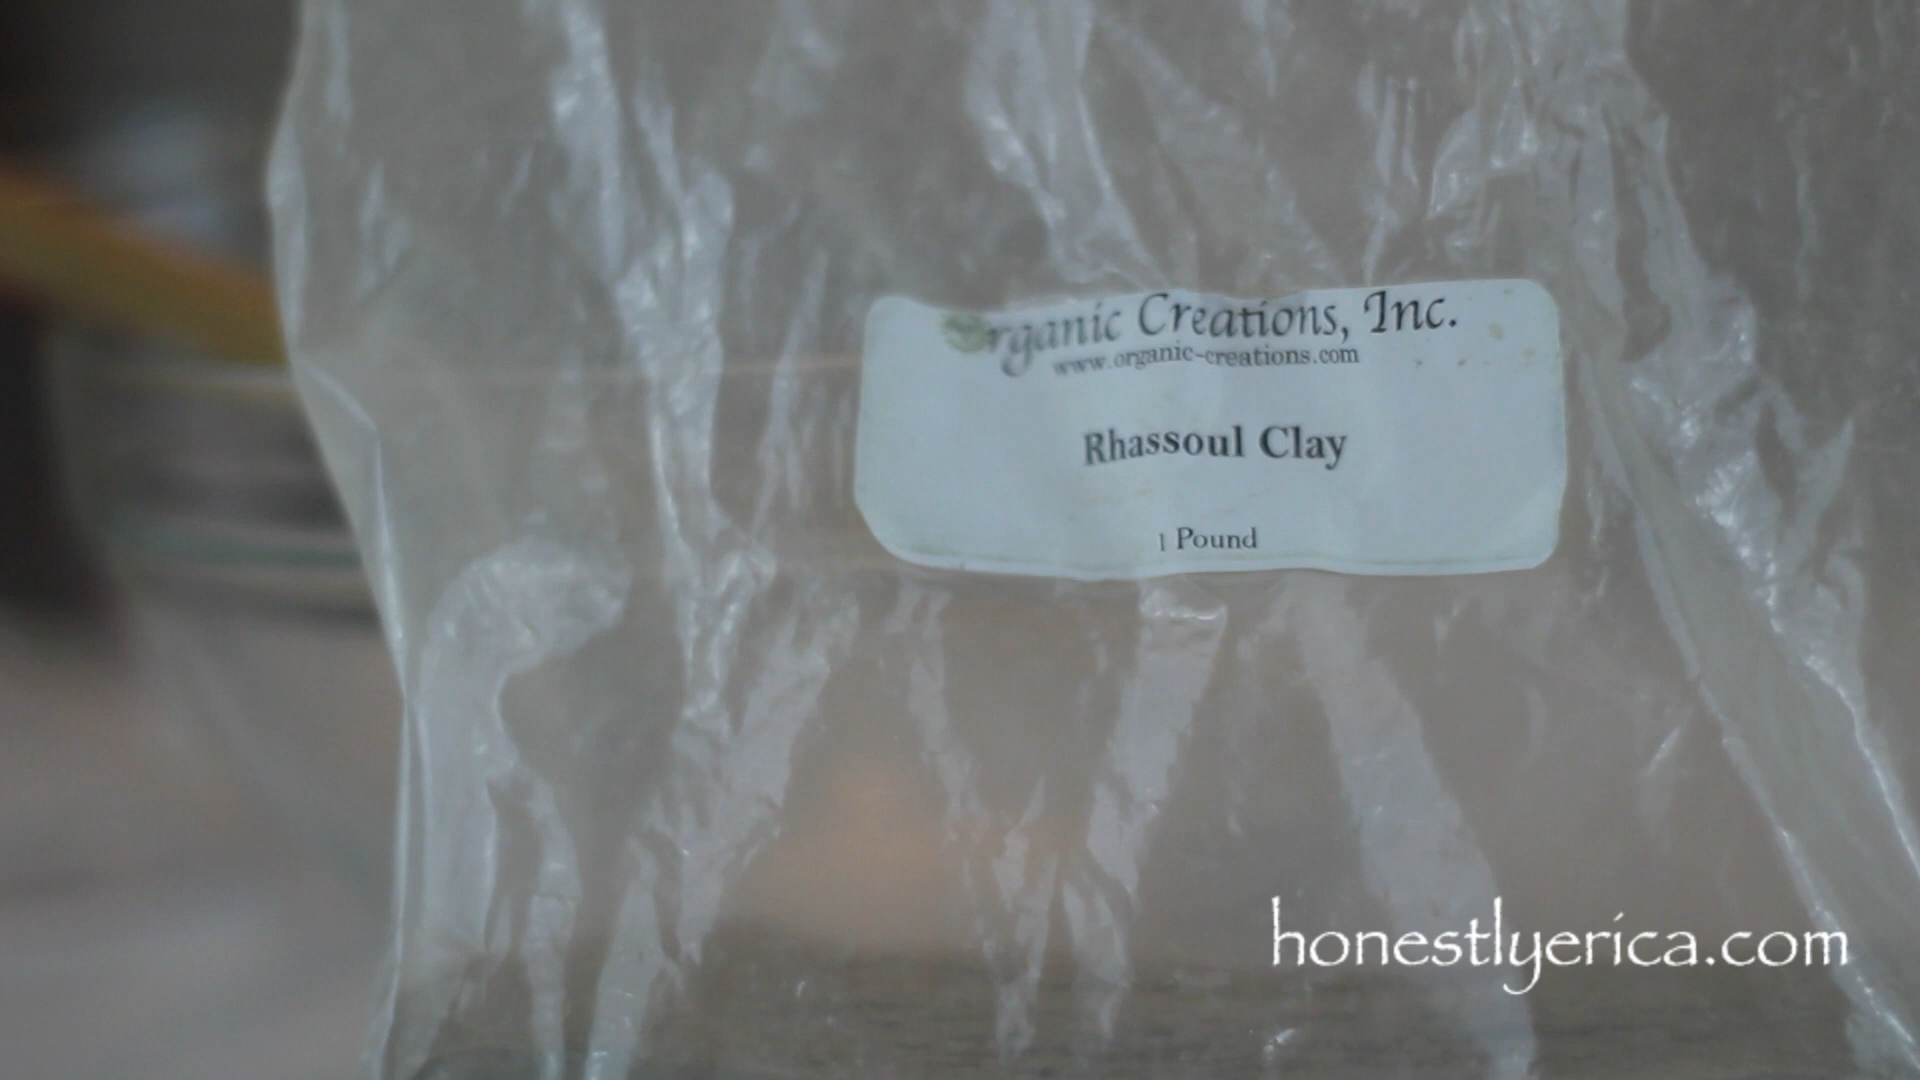 Organic Creations, Inc.
www.organic-creations.com
Rhassoul Clay
1 Pound
honestlyerica.com